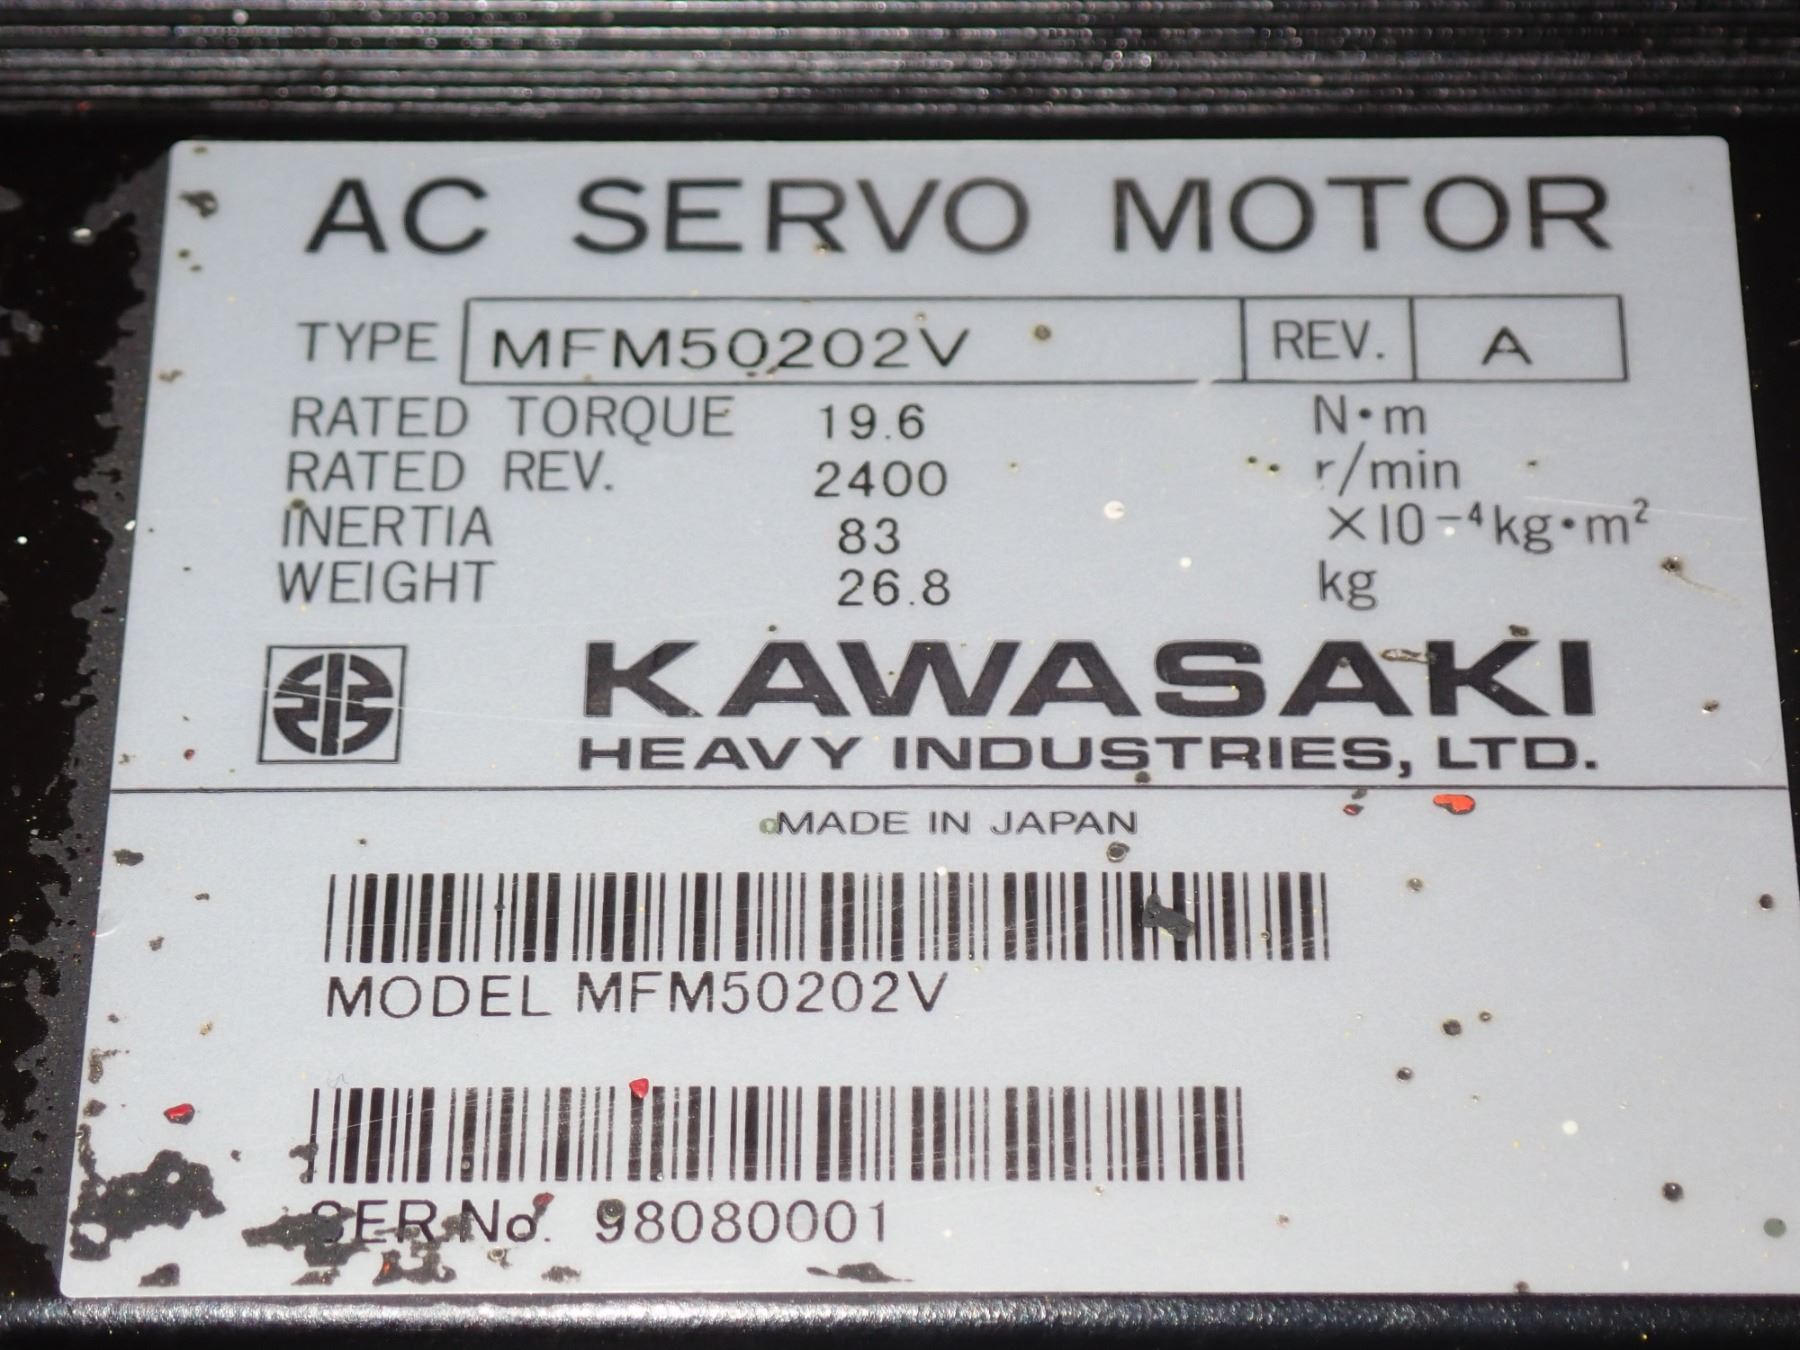 AC SERVO MOTOR
TYPE MFM50202V REV. A
RATED TORQUE 19.6 N·m
RATED REV. 2400 r/min
INERTIA 83 ×10⁻⁴kg·m²
WEIGHT 26.8 kg
KAWASAKI
HEAVY INDUSTRIES, LTD.
MADE IN JAPAN
MODEL MFM50202V
SER No. 98080001